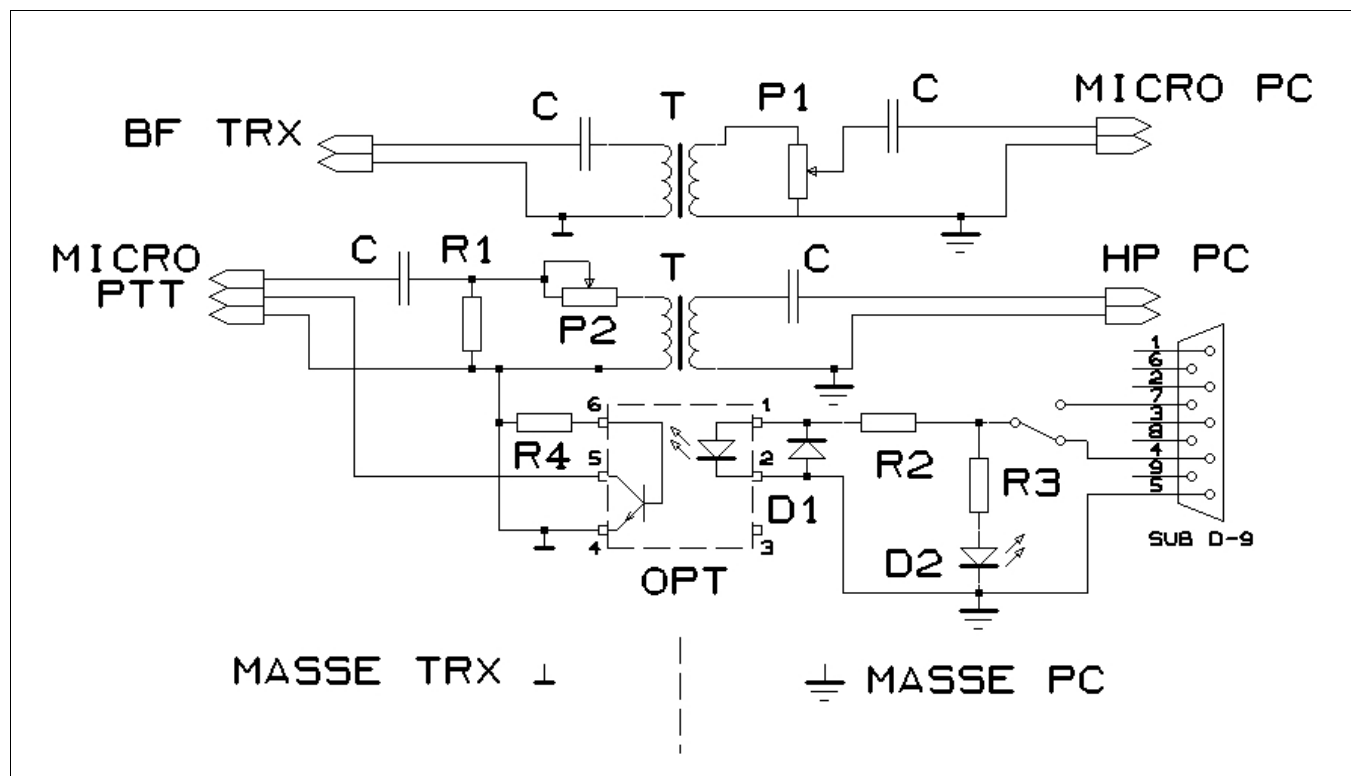 BF TRX
C
T
P1
C
MICRO PC
MICRO
PTT
C
R1
P2
T
C
HP PC
1
6
2
7
3
8
4
9
5
SUB D-9
6
R4
5
4
1
2
3
D1
R2
R3
D2
OPT
MASSE TRX
MASSE PC